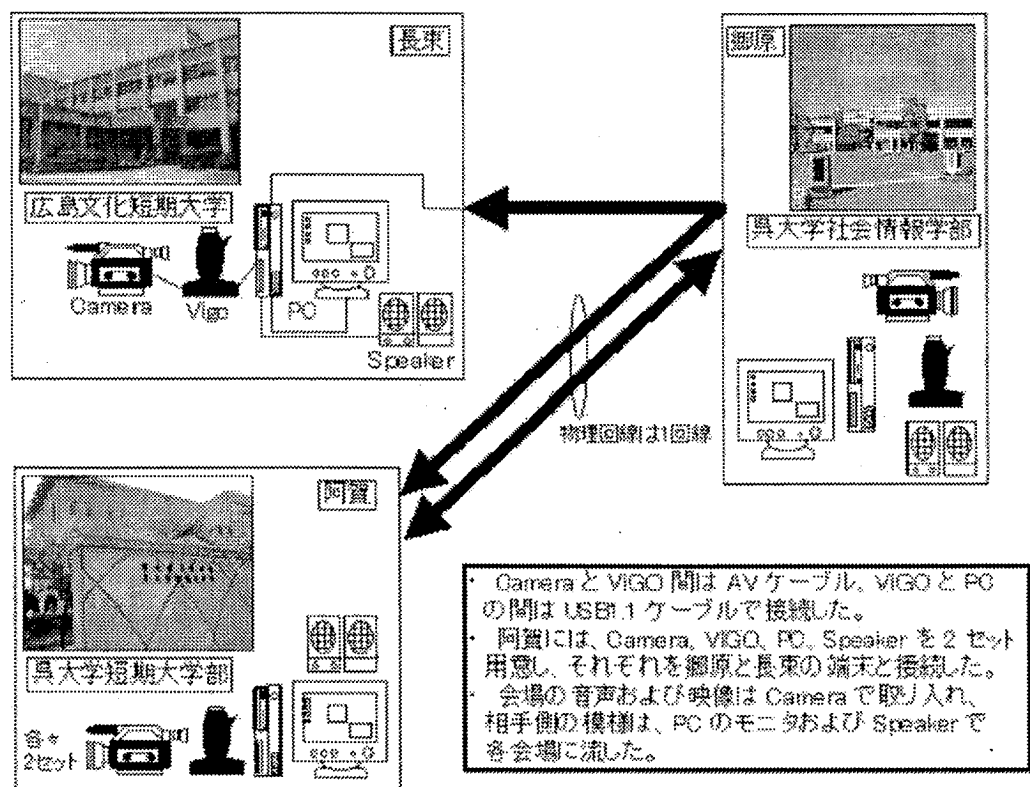 長束
広島文化短期大学
Camera
Vigo
PC
Speaker
郷原
呉大学社会情報学部
物理回線は1回線
阿賀
呉大学短期大学部
各々
2セット
・ Camera と VIGO 間は AV ケーブル、VIGO と PC
の間は USB1.1 ケーブルで接続した。
・ 阿賀には、Camera、VIGO、PC、Speaker を 2 セット
用意し、それぞれを郷原と長束の端末と接続した。
・ 会場の音声および映像は Camera で取り入れ、
相手側の模様は、PC のモニタおよび Speaker で
各会場に流した。